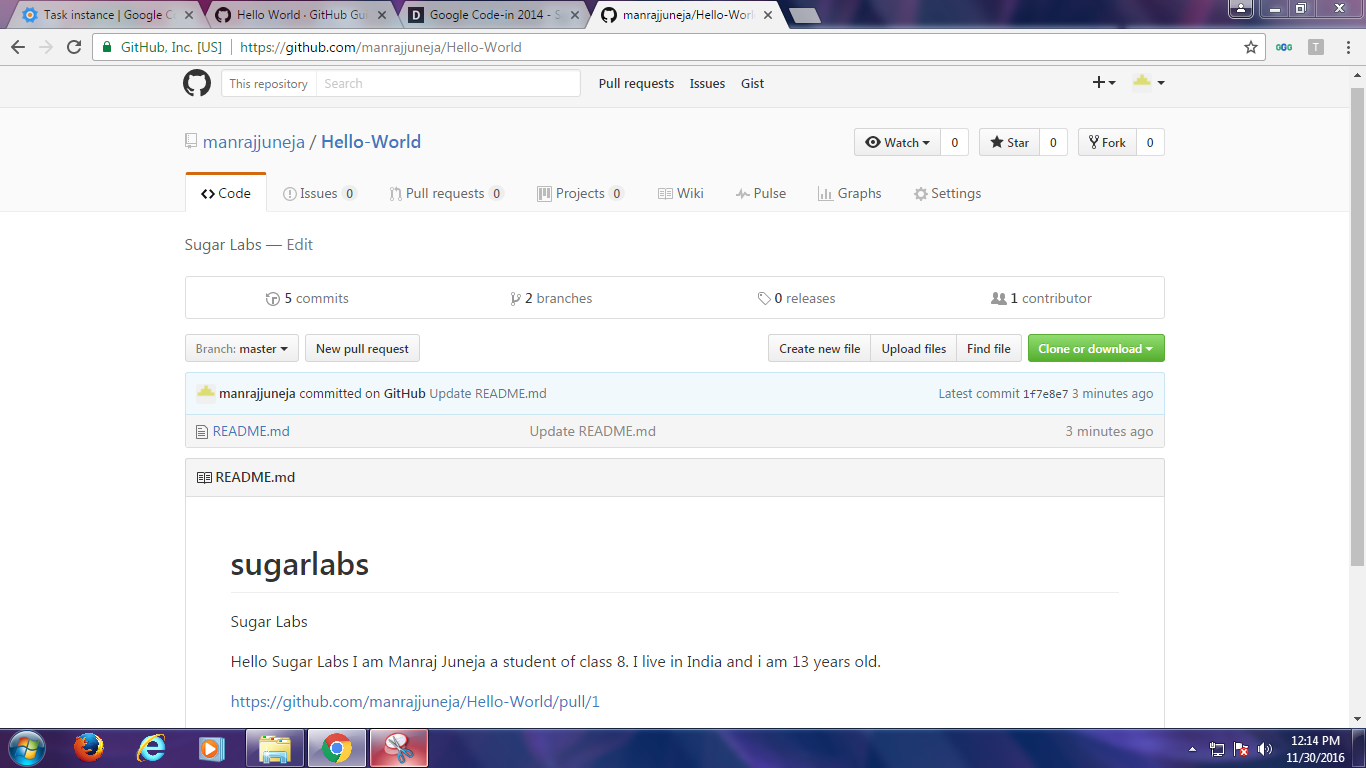 Task instance | Google C
Hello World · GitHub Gui
Google Code-in 2014 - S
manrajjuneja/Hello-Worl
GitHub, Inc. [US] | https://github.com/manrajjuneja/Hello-World
This repository Search Pull requests Issues Gist
manrajjuneja / Hello-World
Watch 0 Star 0 Fork 0
Code Issues 0 Pull requests 0 Projects 0 Wiki Pulse Graphs Settings
Sugar Labs — Edit
5 commits 2 branches 0 releases 1 contributor
Branch: master New pull request Create new file Upload files Find file Clone or download
manrajjuneja committed on GitHub Update README.md Latest commit 1f7e8e7 3 minutes ago
README.md Update README.md 3 minutes ago
README.md
sugarlabs
Sugar Labs
Hello Sugar Labs I am Manraj Juneja a student of class 8. I live in India and i am 13 years old.
https://github.com/manrajjuneja/Hello-World/pull/1
12:14 PM
11/30/2016